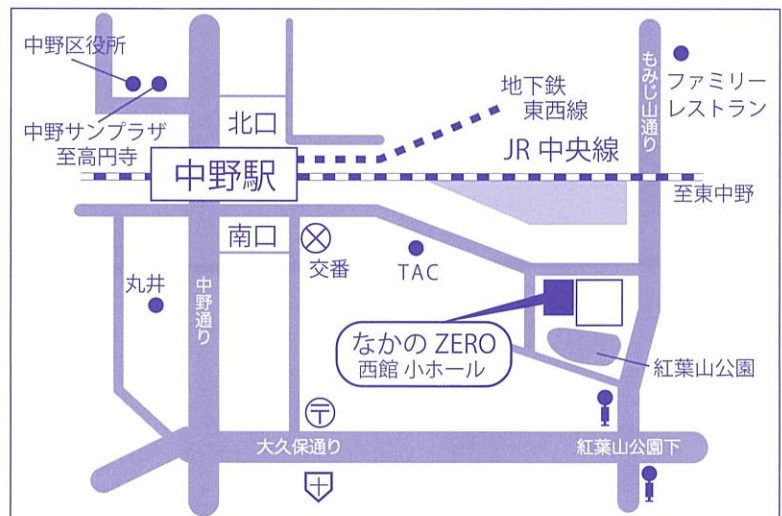 中野区役所
中野サンプラザ
至高円寺
北口
地下鉄
東西線
JR 中央線
もみじ山通り
ファミリー
レストラン
中野駅
至東中野
南口
交番
TAC
丸井
中野通り
なかの ZERO
西館 小ホール
紅葉山公園
〒
大久保通り
紅葉山公園下